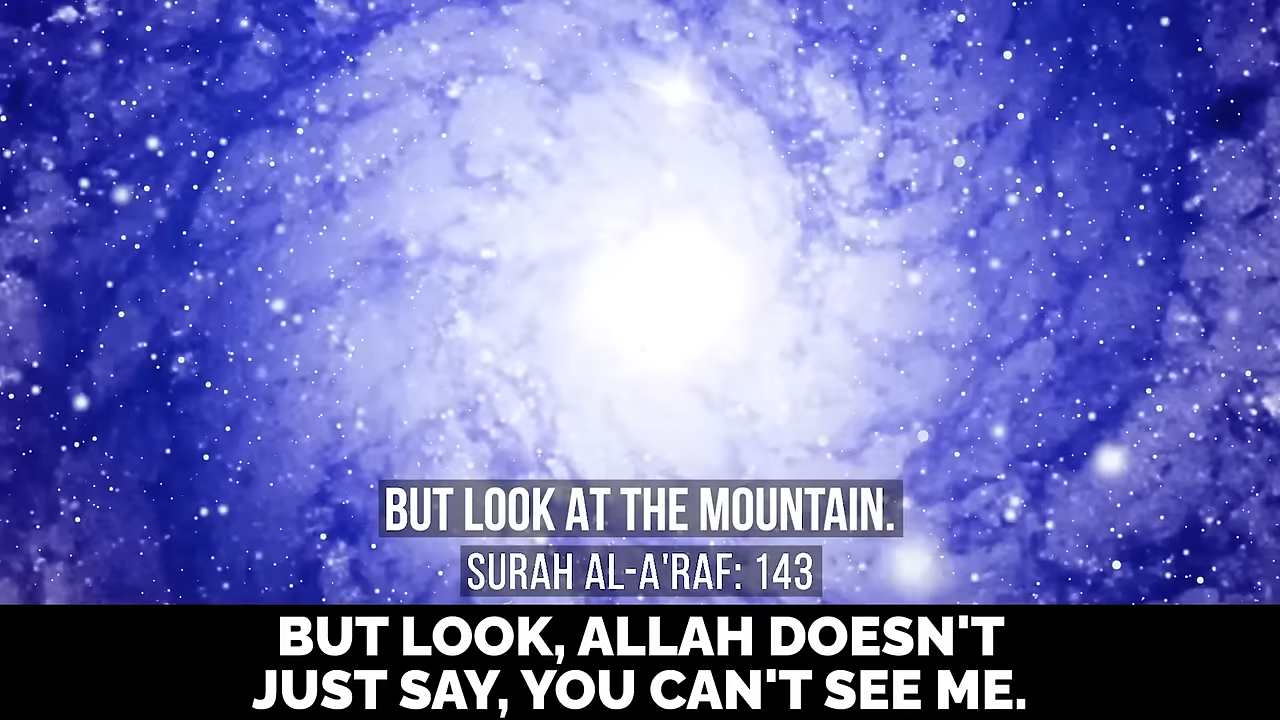 BUT LOOK AT THE MOUNTAIN.
SURAH AL-A'RAF: 143
BUT LOOK, ALLAH DOESN'T
JUST SAY, YOU CAN'T SEE ME.